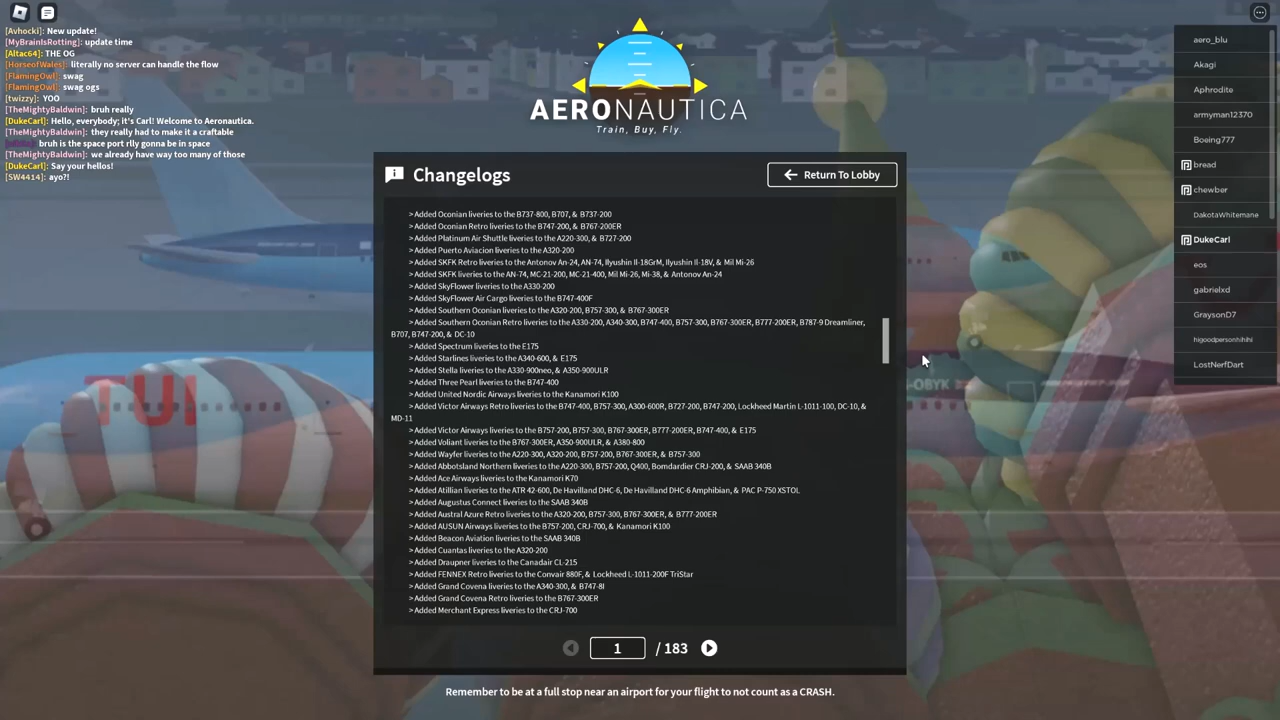 [Avhocki]: New update!
[MyBrainIsRotting]: update time
[Altac64]: THE OG
[HorseofWales]: literally no server can handle the flow
[FlamingOwl]: swag
[FlamingOwl]: swag ogs
[twizzy]: YOO
[TheMightyBaldwin]: bruh really
[DukeCarl]: Hello, everybody; it's Carl! Welcome to Aeronautica.
[TheMightyBaldwin]: they really had to make it a craftable
bruh is the space port rlly gonna be in space
[TheMightyBaldwin]: we already have way too many of those
[DukeCarl]: Say your hellos!
[SW4414]: ayo?!
AERONAUTICA
Train, Buy, Fly.
Changelogs
Return To Lobby
> Added Oconian liveries to the B737-800, B707, & B737-200
> Added Oconian Retro liveries to the B747-200, & B767-200ER
> Added Platinum Air Shuttle liveries to the A220-300, & B727-200
> Added Puerto Aviacion liveries to the A320-200
> Added SKFK Retro liveries to the Antonov An-24, AN-74, Ilyushin Il-18GrM, Ilyushin Il-18V, & Mil Mi-26
> Added SKFK liveries to the AN-74, MC-21-200, MC-21-400, Mil Mi-26, Mi-38, & Antonov An-24
> Added SkyFlower liveries to the A330-200
> Added SkyFlower Air Cargo liveries to the B747-400F
> Added Southern Oconian liveries to the A320-200, B757-300, & B767-300ER
> Added Southern Oconian Retro liveries to the A330-200, A340-300, B747-400, B757-300, B767-300ER, B777-200ER, B787-9 Dreamliner,
B707, B747-200, & DC-10
> Added Spectrum liveries to the E175
> Added Starlines liveries to the A340-600, & E175
> Added Stella liveries to the A330-900neo, & A350-900ULR
> Added Three Pearl liveries to the B747-400
> Added United Nordic Airways liveries to the Kanamori K100
> Added Victor Airways Retro liveries to the B747-400, B757-300, A300-600R, B727-200, B747-200, Lockheed Martin L-1011-100, DC-10, &
MD-11
> Added Victor Airways liveries to the B757-200, B757-300, B767-300ER, B777-200ER, B747-400, & E175
> Added Voliant liveries to the B767-300ER, A350-900ULR, & A380-800
> Added Wayfer liveries to the A220-300, A320-200, B757-200, B767-200ER, & B757-300
> Added Abbotsland Northern liveries to the A220-300, B757-200, Q400, Bomdardier CRJ-200, & SAAB 340B
> Added Ace Airways liveries to the Kanamori K70
> Added Atillian liveries to the ATR 42-600, De Havilland DHC-6, De Havilland DHC-6 Amphibian, & PAC P-750 XSTOL
> Added Augustus Connect liveries to the SAAB 340B
> Added Austral Azure Retro liveries to the A320-200, B757-300, B767-300ER, & B777-200ER
> Added AUSUN Airways liveries to the B757-200, CRJ-700, & Kanamori K100
> Added Beacon Aviation liveries to the SAAB 340B
> Added Cuantas liveries to the A320-200
> Added Draupner liveries to the Canadair CL-215
> Added FENNEX Retro liveries to the Convair 880F, & Lockheed L-1011-200F TriStar
> Added Grand Covena liveries to the A340-300, & B747-8I
> Added Grand Covena Retro liveries to the B767-300ER
> Added Merchant Express liveries to the CRJ-700
1 / 183
Remember to be at a full stop near an airport for your flight to not count as a CRASH.
aero_blu
Akagi
Aphrodite
armyman12370
Boeing777
bread
chewber
DakotaWhitemane
DukeCarl
eos
gabrielxd
GraysonD7
higoodpersonhihihi
LostNerfDart
TUI
-OBYK